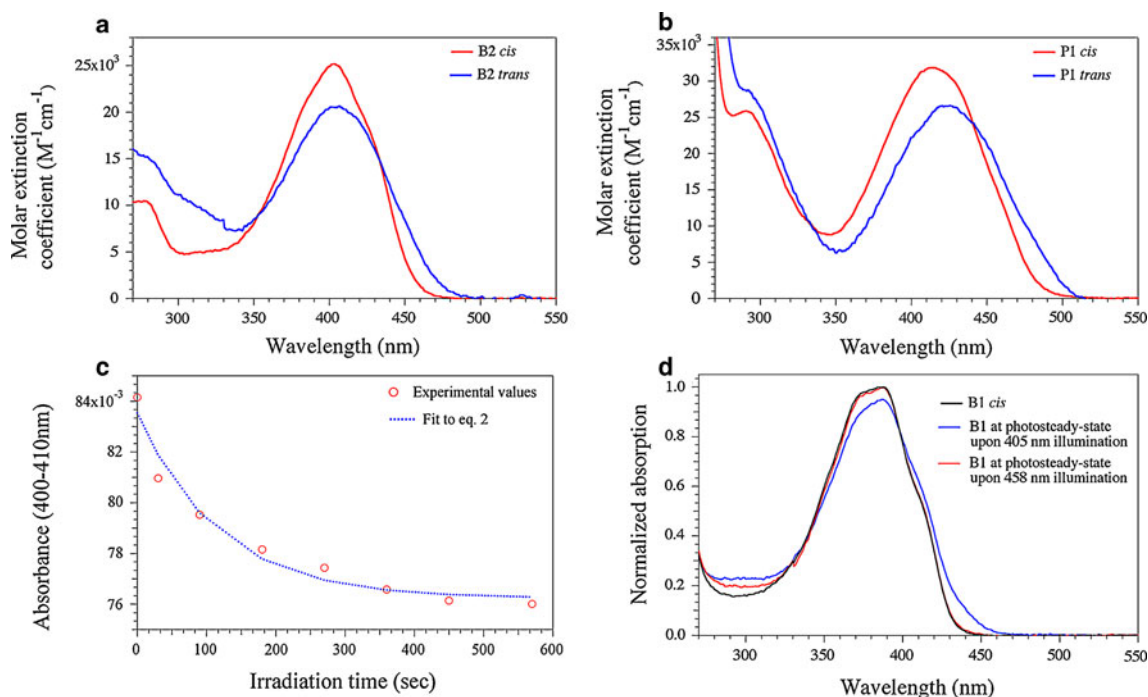 a
25x10³
20
15
10
5
0
Molar extinction
coefficient (M⁻¹cm⁻¹)
B2 cis
B2 trans
300
350
400
450
500
550
Wavelength (nm)
b
35x10³
30
25
20
15
10
5
0
Molar extinction
coefficient (M⁻¹cm⁻¹)
P1 cis
P1 trans
300
350
400
450
500
550
Wavelength (nm)
c
84x10⁻³
82
80
78
76
Absorbance (400-410nm)
Experimental values
Fit to eq. 2
0
100
200
300
400
500
600
Irradiation time (sec)
d
1.0
0.8
0.6
0.4
0.2
0.0
Normalized absorption
B1 cis
B1 at photosteady-state
upon 405 nm illumination
B1 at photosteady-state
upon 458 nm illumination
300
350
400
450
500
550
Wavelength (nm)